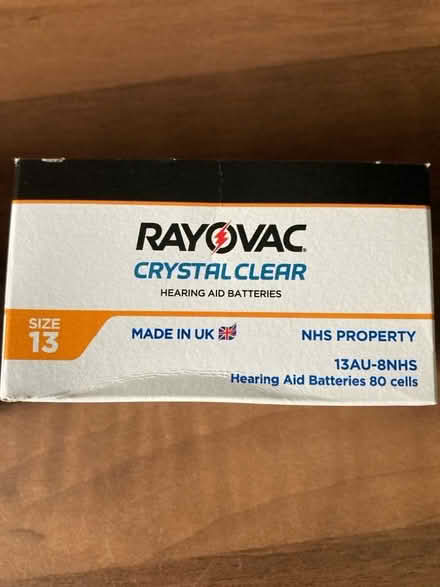 RAYOVAC
CRYSTAL CLEAR
HEARING AID BATTERIES
SIZE
13
MADE IN UK
NHS PROPERTY
13AU-8NHS
Hearing Aid Batteries 80 cells